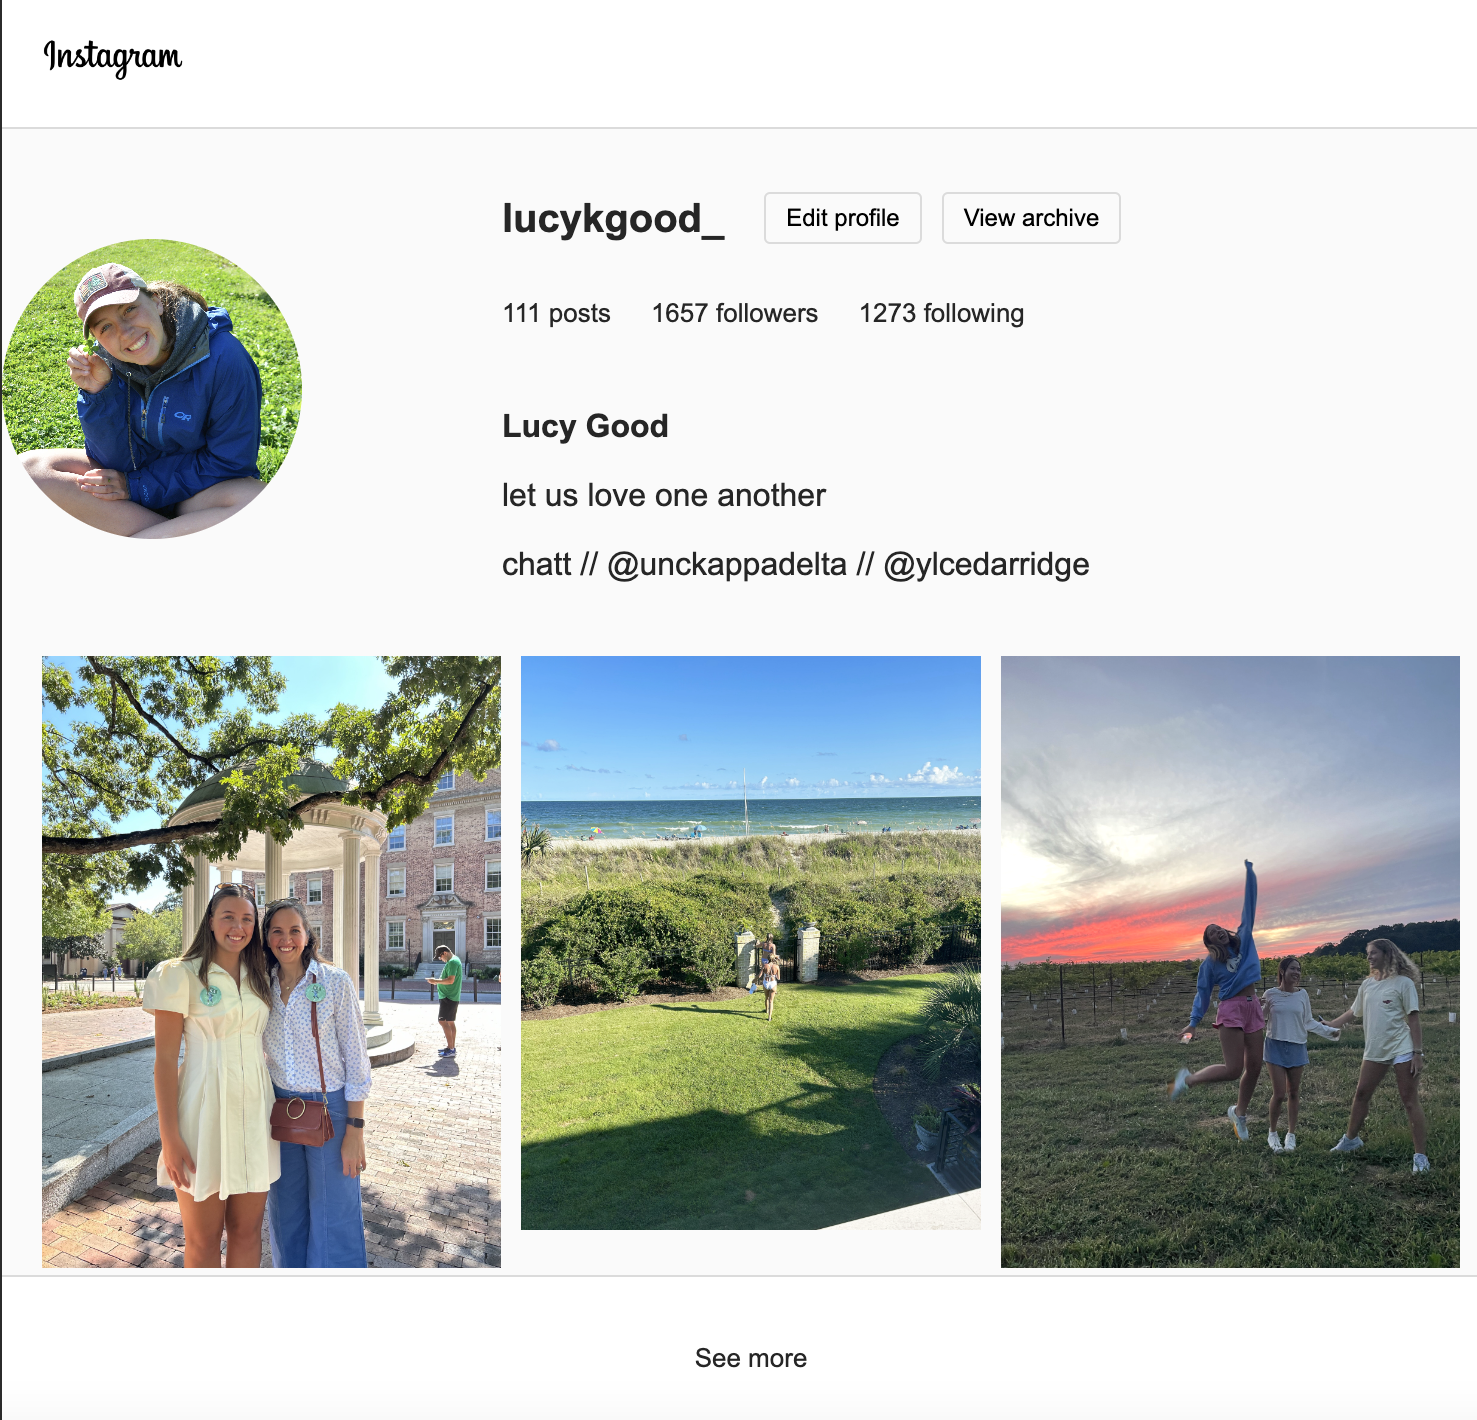 Instagram
lucykgood_ Edit profile View archive
111 posts 1657 followers 1273 following
Lucy Good
let us love one another
chatt // @unckappadelta // @ylcedarridge
OR
See more